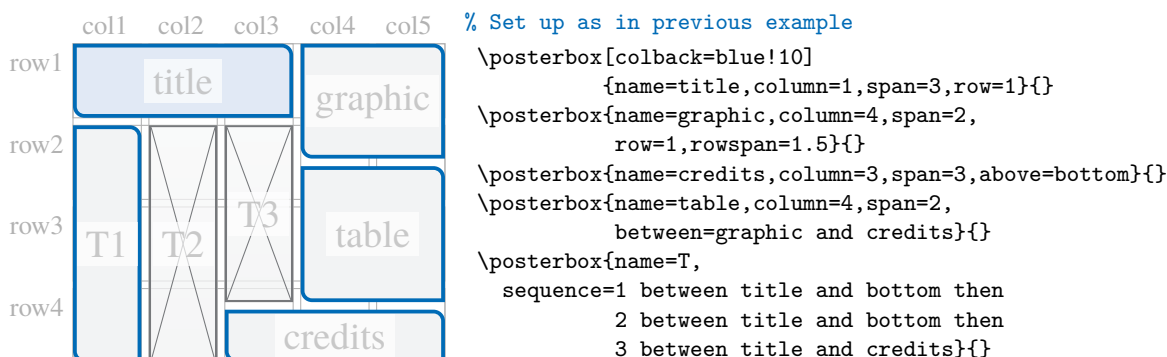 col1 col2 col3 col4 col5
row1
title
graphic
row2
row3
T1
T2
T3
table
row4
credits
% Set up as in previous example
\posterbox[colback=blue!10]
{name=title,column=1,span=3,row=1}{}
\posterbox{name=graphic,column=4,span=2,
row=1,rowspan=1.5}{}
\posterbox{name=credits,column=3,span=3,above=bottom}{}
\posterbox{name=table,column=4,span=2,
between=graphic and credits}{}
\posterbox{name=T,
sequence=1 between title and bottom then
2 between title and bottom then
3 between title and credits}{}